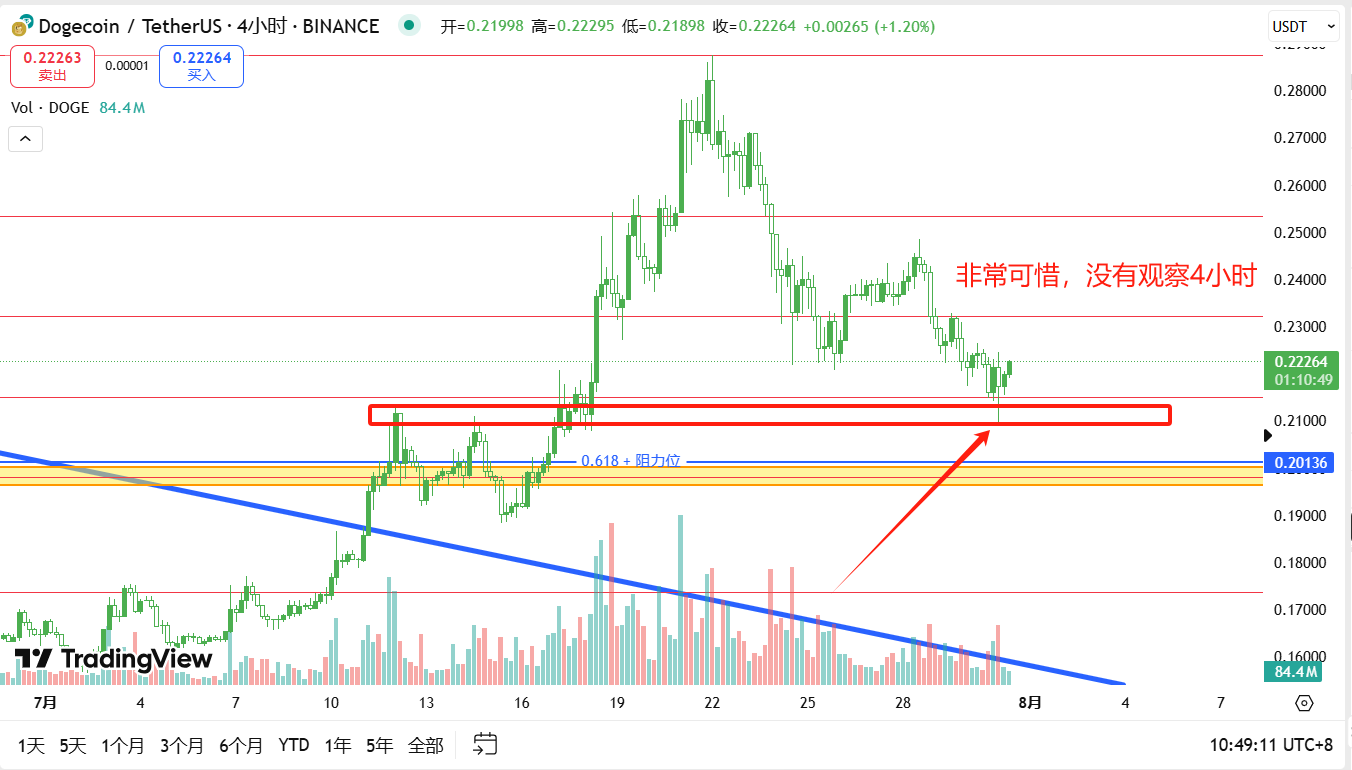 Dogecoin / TetherUS · 4小时 · BINANCE 开=0.21998 高=0.22295 低=0.21898 收=0.22264 +0.00265 (+1.20%)
USDT
0.22263
卖出
0.00001
0.22264
买入
Vol · DOGE 84.4M
0.28000
0.27000
0.26000
0.25000
0.24000
0.23000
0.22264
01:10:49
0.21000
0.20136
0.19000
0.18000
0.17000
0.16000
84.4M
非常可惜，没有观察4小时
0.618 + 阻力位
TradingView
7月 4 7 10 13 16 19 22 25 28 8月 4 7
1天 5天 1个月 3个月 6个月 YTD 1年 5年 全部
10:49:11 UTC+8